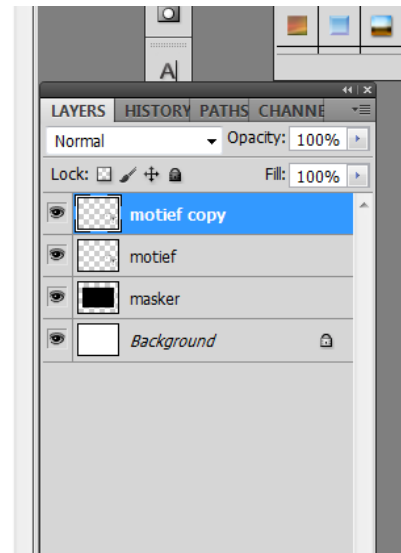 A
LAYERS HISTORY PATHS CHANNE
Normal Opacity: 100%
Lock: Fill: 100%
motief copy
motief
masker
Background